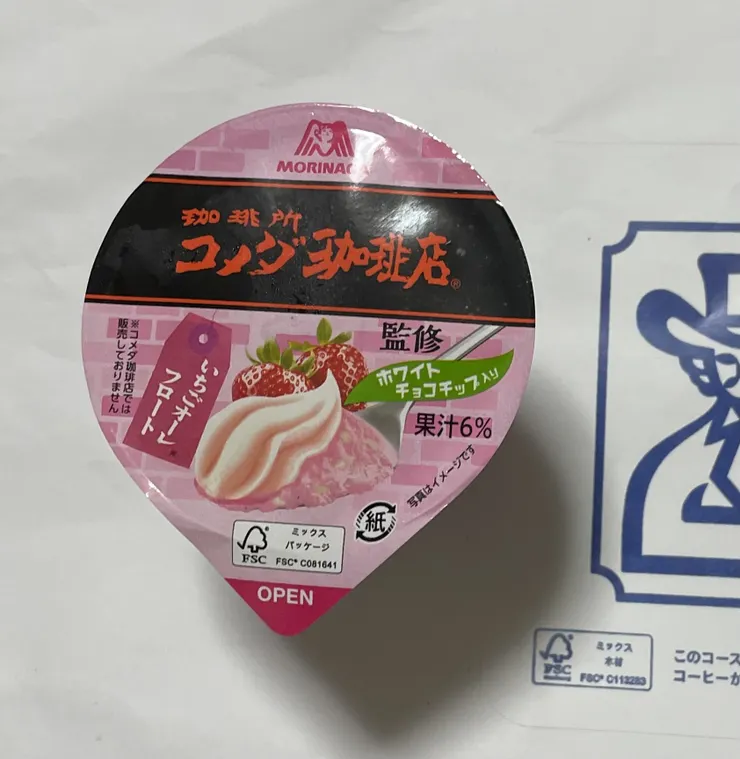 MORINAGA
珈琲所
コメダ珈琲店®
監修
ホワイト
チョコチップ入り
果汁6%
いちごオーレ
フロート※
※コメダ珈琲店では
販売しておりません
写真はイメージです
紙
FSC
ミックス
パッケージ
FSC® C081641
OPEN
FSC
ミックス
木材
FSC® C113283
このコース
コーヒーか